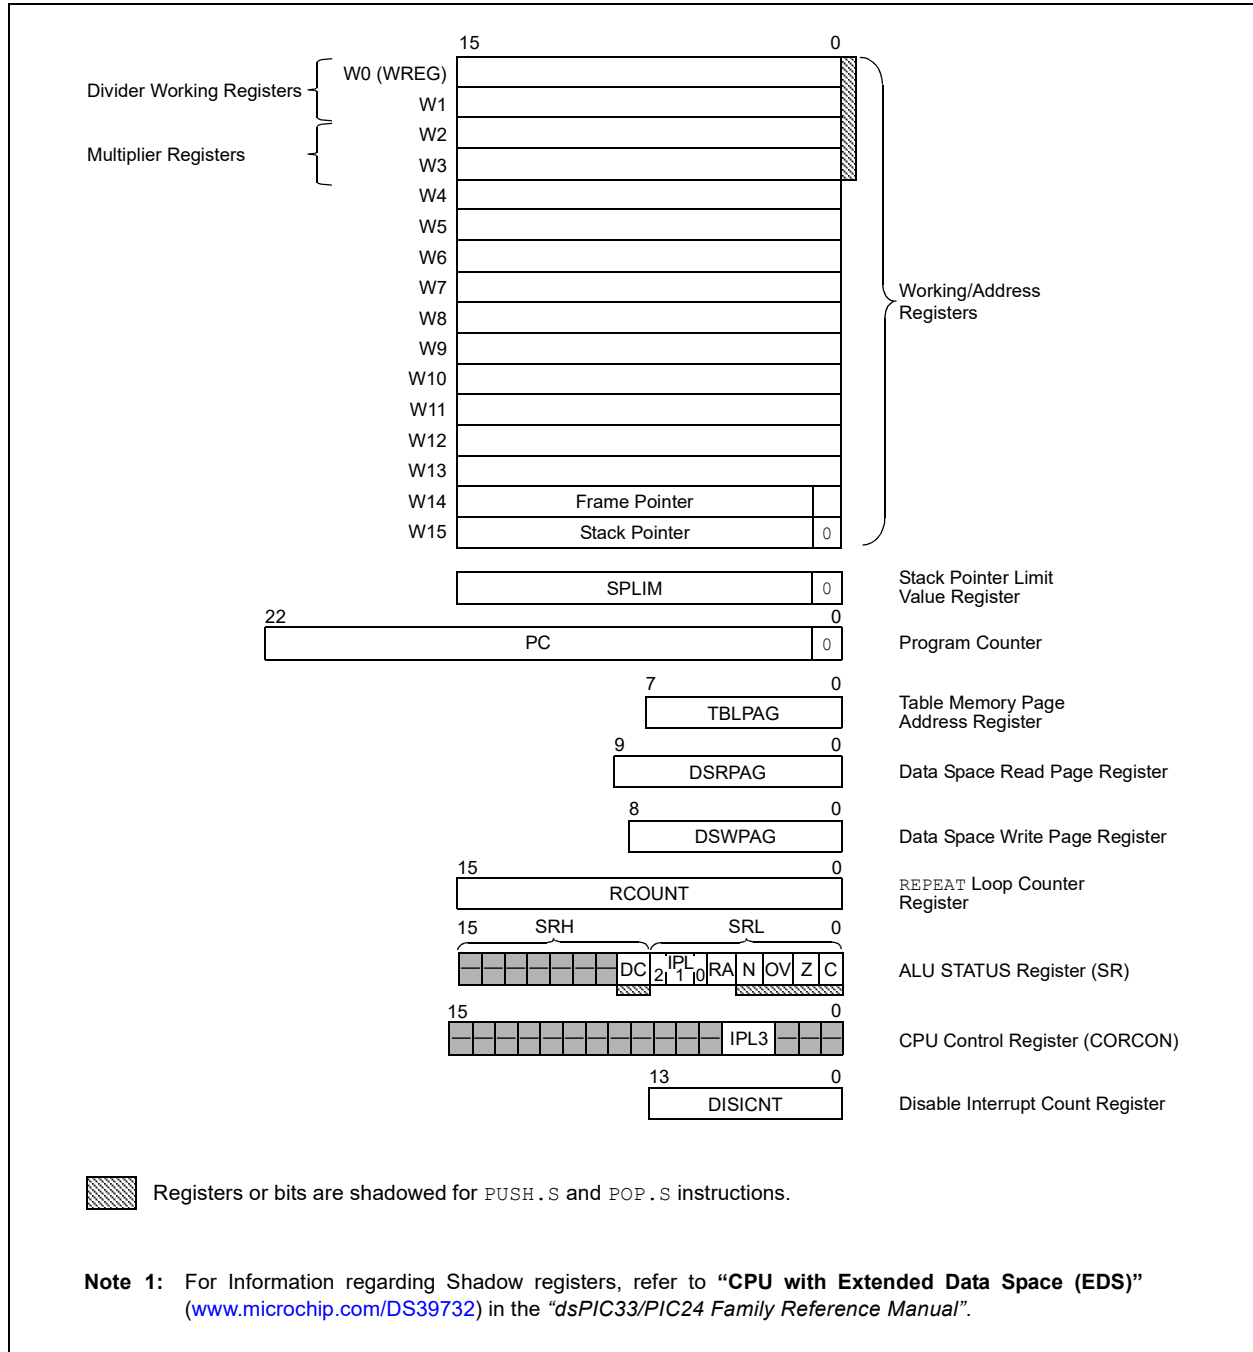 15 0
W0 (WREG)
Divider Working Registers
W1
W2
Multiplier Registers
W3
W4
W5
W6
W7
Working/Address
Registers
W8
W9
W10
W11
W12
W13
W14 Frame Pointer
W15 Stack Pointer 0
SPLIM 0
Stack Pointer Limit
Value Register
22 0
PC 0 Program Counter
7 0
TBLPAG
Table Memory Page
Address Register
9 0
DSRPAG Data Space Read Page Register
8 0
DSWPAG Data Space Write Page Register
15 0
RCOUNT
REPEAT Loop Counter
Register
15 SRH SRL 0
— — — — — — — DC 2 IPL 1 0 RA N OV Z C ALU STATUS Register (SR)
15 0
— — — — — — — — — — — IPL3 — — — CPU Control Register (CORCON)
13 0
DISICNT Disable Interrupt Count Register
Registers or bits are shadowed for PUSH.S and POP.S instructions.
Note 1: For Information regarding Shadow registers, refer to “CPU with Extended Data Space (EDS)”
(www.microchip.com/DS39732) in the “dsPIC33/PIC24 Family Reference Manual”.